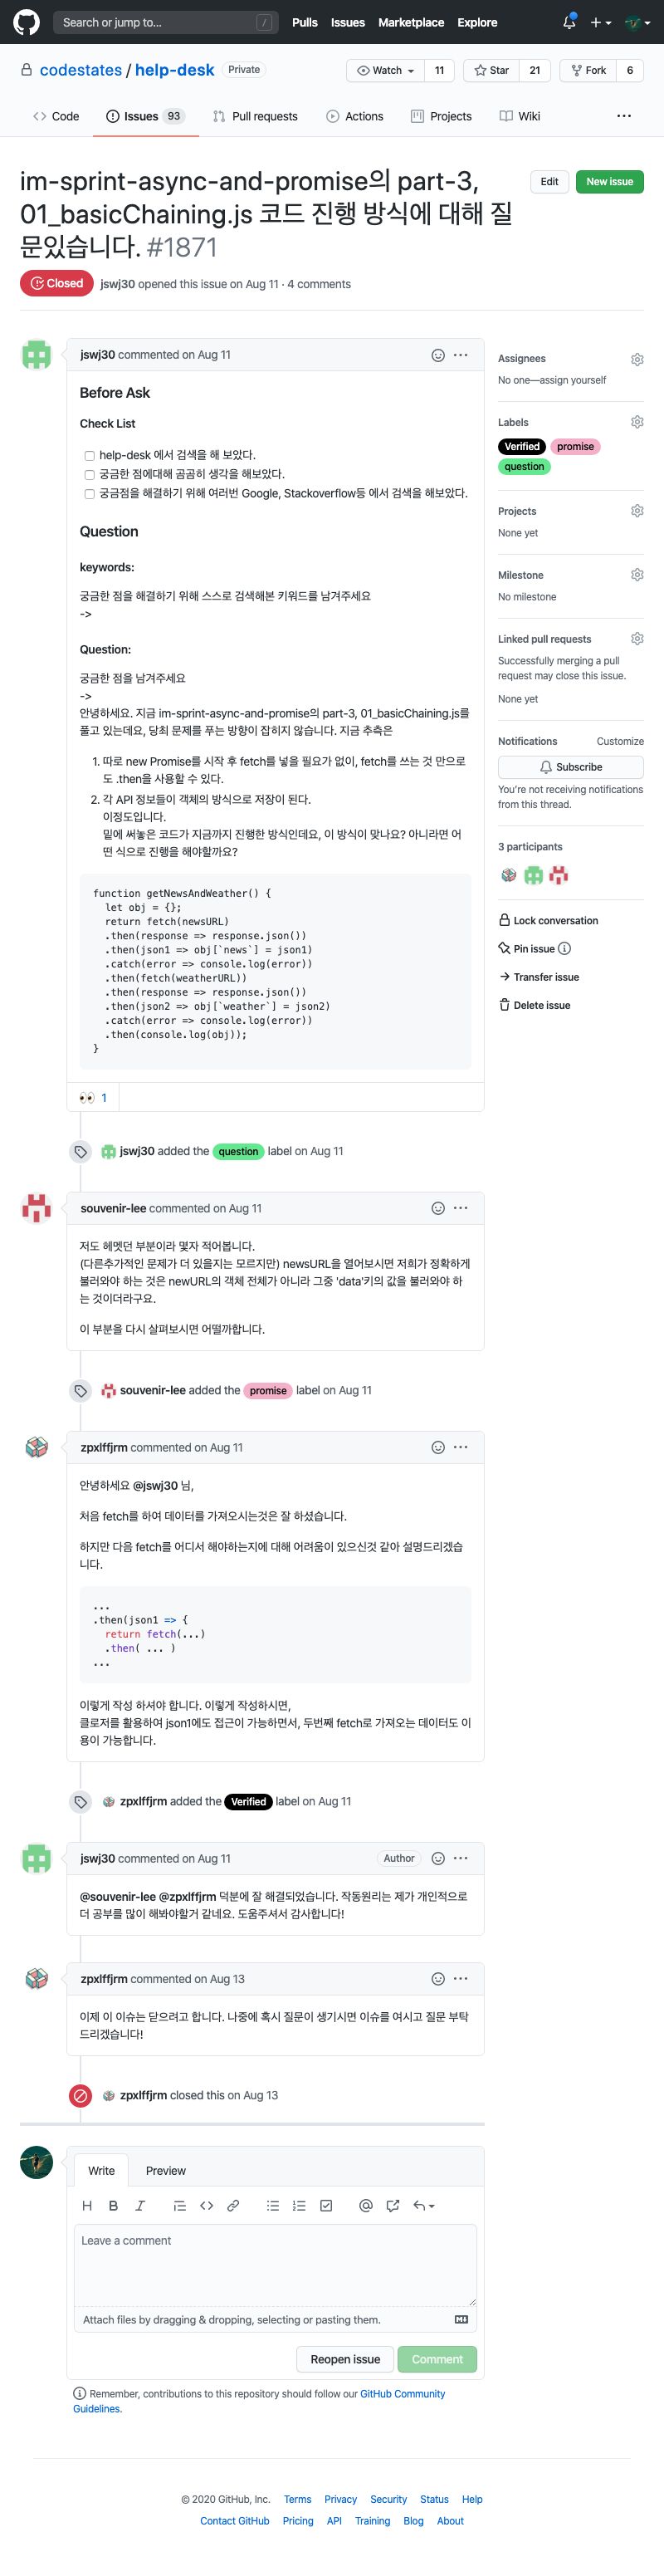 Search or jump to... /
Pulls Issues Marketplace Explore
codestates / help-desk Private
Watch 11 Star 21 Fork 6
Code Issues 93 Pull requests Actions Projects Wiki ...
im-sprint-async-and-promise의 part-3,
01_basicChaining.js 코드 진행 방식에 대해 질
문있습니다. #1871
Edit New issue
Closed jswj30 opened this issue on Aug 11 · 4 comments
jswj30 commented on Aug 11
Before Ask
Check List
help-desk 에서 검색을 해 보았다.
궁금한 점에대해 곰곰히 생각을 해보았다.
궁금점을 해결하기 위해 여러번 Google, Stackoverflow등 에서 검색을 해보았다.
Question
keywords:
궁금한 점을 해결하기 위해 스스로 검색해본 키워드를 남겨주세요
->
Question:
궁금한 점을 남겨주세요
->
안녕하세요. 지금 im-sprint-async-and-promise의 part-3, 01_basicChaining.js를
풀고 있는데요, 당최 문제를 푸는 방향이 잡히지 않습니다. 지금 추측은
1. 따로 new Promise를 시작 후 fetch를 넣을 필요가 없이, fetch를 쓰는 것 만으로
도 .then을 사용할 수 있다.
2. 각 API 정보들이 객체의 방식으로 저장이 된다.
이정도입니다.
밑에 써놓은 코드가 지금까지 진행한 방식인데요, 이 방식이 맞나요? 아니라면 어
떤 식으로 진행을 해야할까요?
function getNewsAndWeather() {
let obj = {};
return fetch(newsURL)
.then(response => response.json())
.then(json1 => obj[`news`] = json1)
.catch(error => console.log(error))
.then(fetch(weatherURL))
.then(response => response.json())
.then(json2 => obj[`weather`] = json2)
.catch(error => console.log(error))
.then(console.log(obj));
}
👀 1
Assignees
No one—assign yourself
Labels
Verified promise
question
Projects
None yet
Milestone
No milestone
Linked pull requests
Successfully merging a pull
request may close this issue.
None yet
Notifications Customize
Subscribe
You're not receiving notifications
from this thread.
3 participants
Lock conversation
Pin issue
Transfer issue
Delete issue
jswj30 added the question label on Aug 11
souvenir-lee commented on Aug 11
저도 헤멧던 부분이라 몇자 적어봅니다.
(다른추가적인 문제가 더 있을지는 모르지만) newsURL을 열어보시면 저희가 정확하게
불러와야 하는 것은 newURL의 객체 전체가 아니라 그중 'data'키의 값을 불러와야 하
는 것이더라구요.
이 부분을 다시 살펴보시면 어떨까합니다.
souvenir-lee added the promise label on Aug 11
zpxlffjrm commented on Aug 11
안녕하세요 @jswj30 님,
처음 fetch를 하여 데이터를 가져오시는것은 잘 하셨습니다.
하지만 다음 fetch를 어디서 해야하는지에 대해 어려움이 있으신것 같아 설명드리겠습
니다.
...
.then(json1 => {
return fetch(...)
.then( ... )
...
이렇게 작성 하셔야 합니다. 이렇게 작성하시면,
클로저를 활용하여 json1에도 접근이 가능하면서, 두번째 fetch로 가져오는 데이터도 이
용이 가능합니다.
zpxlffjrm added the Verified label on Aug 11
jswj30 commented on Aug 11 Author
@souvenir-lee @zpxlffjrm 덕분에 잘 해결되었습니다. 작동원리는 제가 개인적으로
더 공부를 많이 해봐야할거 같네요. 도움주셔서 감사합니다!
zpxlffjrm commented on Aug 13
이제 이 이슈는 닫으려고 합니다. 나중에 혹시 질문이 생기시면 이슈를 여시고 질문 부탁
드리겠습니다!
zpxlffjrm closed this on Aug 13
Write Preview
Leave a comment
Attach files by dragging & dropping, selecting or pasting them.
Reopen issue Comment
Remember, contributions to this repository should follow our GitHub Community
Guidelines.
© 2020 GitHub, Inc. Terms Privacy Security Status Help
Contact GitHub Pricing API Training Blog About